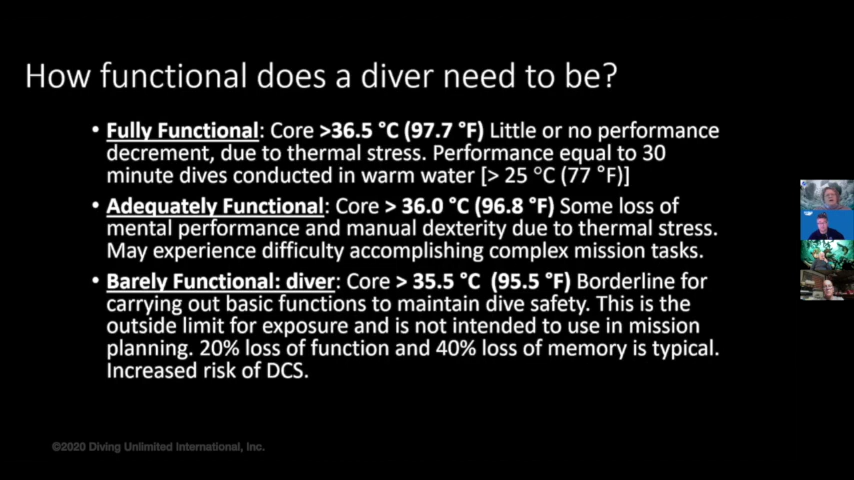 How functional does a diver need to be?
• Fully Functional: Core >36.5 °C (97.7 °F) Little or no performance
decrement, due to thermal stress. Performance equal to 30
minute dives conducted in warm water [> 25 °C (77 °F)]
• Adequately Functional: Core > 36.0 °C (96.8 °F) Some loss of
mental performance and manual dexterity due to thermal stress.
May experience difficulty accomplishing complex mission tasks.
• Barely Functional: diver: Core > 35.5 °C (95.5 °F) Borderline for
carrying out basic functions to maintain dive safety. This is the
outside limit for exposure and is not intended to use in mission
planning. 20% loss of function and 40% loss of memory is typical.
Increased risk of DCS.
©2020 Diving Unlimited International, Inc.